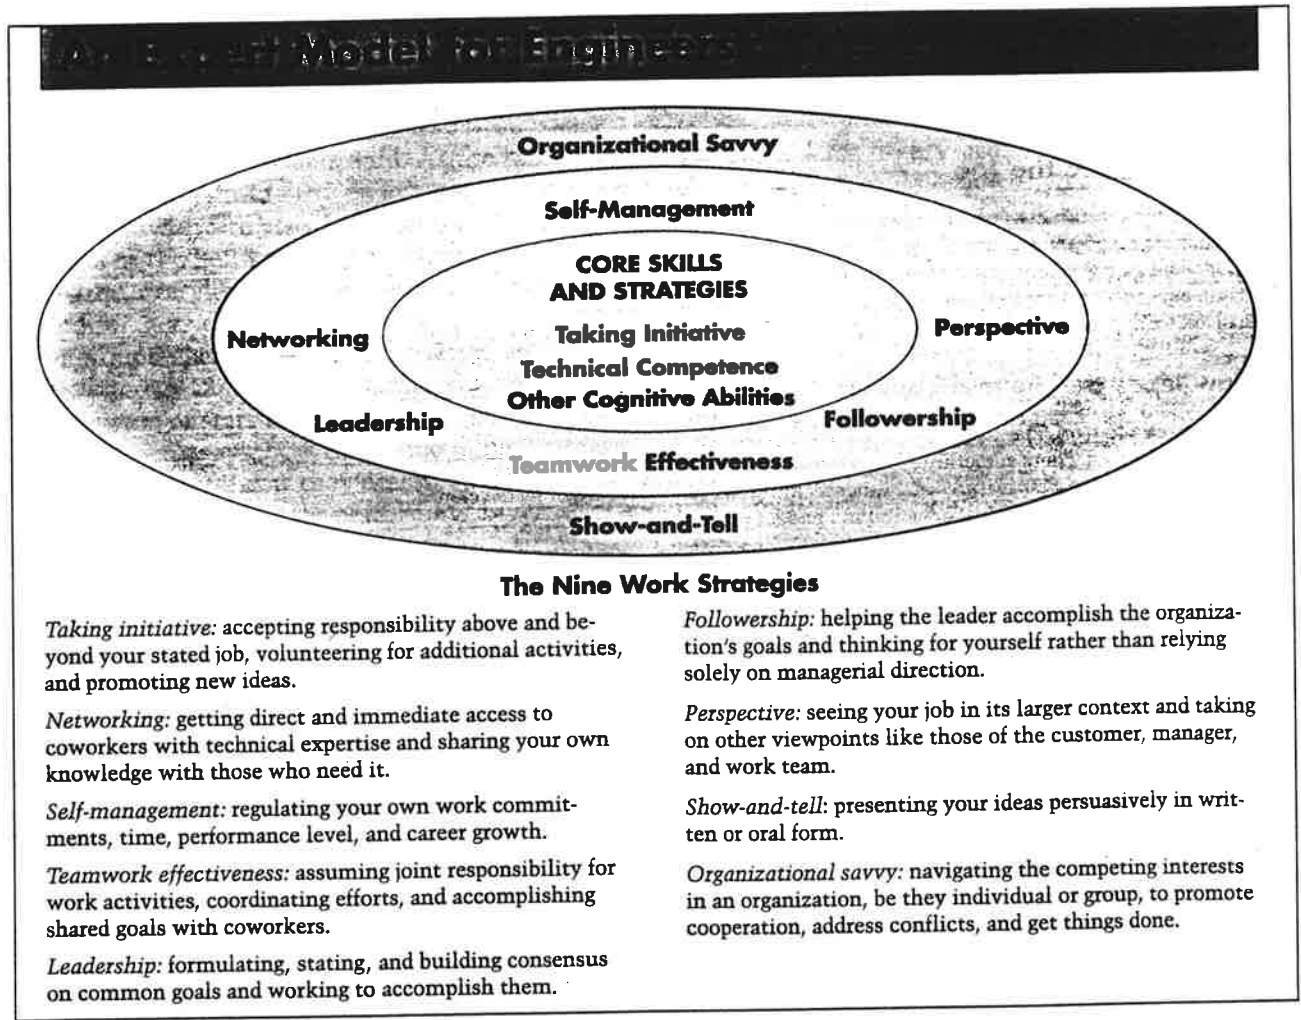 An Expert Model for Engineers
Organizational Savvy
Self-Management
CORE SKILLS
AND STRATEGIES
Networking
Taking Initiative
Perspective
Technical Competence
Other Cognitive Abilities
Leadership
Followership
Teamwork Effectiveness
Show-and-Tell
The Nine Work Strategies
Taking initiative: accepting responsibility above and be-
yond your stated job, volunteering for additional activities,
and promoting new ideas.
Networking: getting direct and immediate access to
coworkers with technical expertise and sharing your own
knowledge with those who need it.
Self-management: regulating your own work commit-
ments, time, performance level, and career growth.
Teamwork effectiveness: assuming joint responsibility for
work activities, coordinating efforts, and accomplishing
shared goals with coworkers.
Leadership: formulating, stating, and building consensus
on common goals and working to accomplish them.
Followership: helping the leader accomplish the organiza-
tion's goals and thinking for yourself rather than relying
solely on managerial direction.
Perspective: seeing your job in its larger context and taking
on other viewpoints like those of the customer, manager,
and work team.
Show-and-tell: presenting your ideas persuasively in writ-
ten or oral form.
Organizational savvy: navigating the competing interests
in an organization, be they individual or group, to promote
cooperation, address conflicts, and get things done.